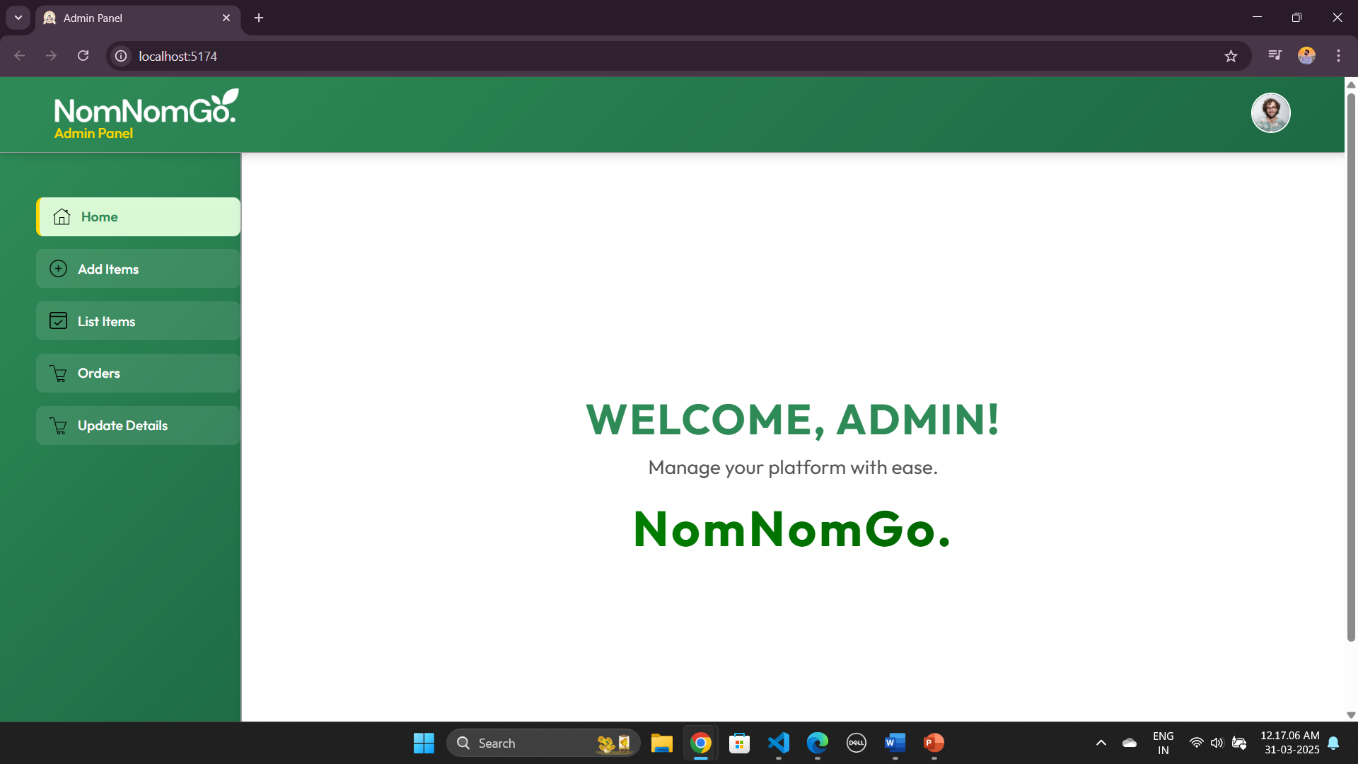 Admin Panel
localhost:5174
NomNomGo.
Admin Panel
Home
Add Items
List Items
Orders
Update Details
WELCOME, ADMIN!
Manage your platform with ease.
NomNomGo.
Search
DELL
W
P
ENG
IN
12.17.06 AM
31-03-2025